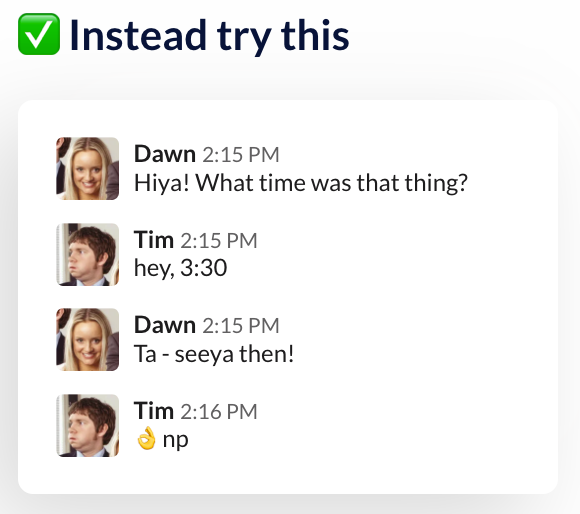 ✅ Instead try this
Dawn 2:15 PM
Hiya! What time was that thing?
Tim 2:15 PM
hey, 3:30
Dawn 2:15 PM
Ta - seeya then!
Tim 2:16 PM
👌 np